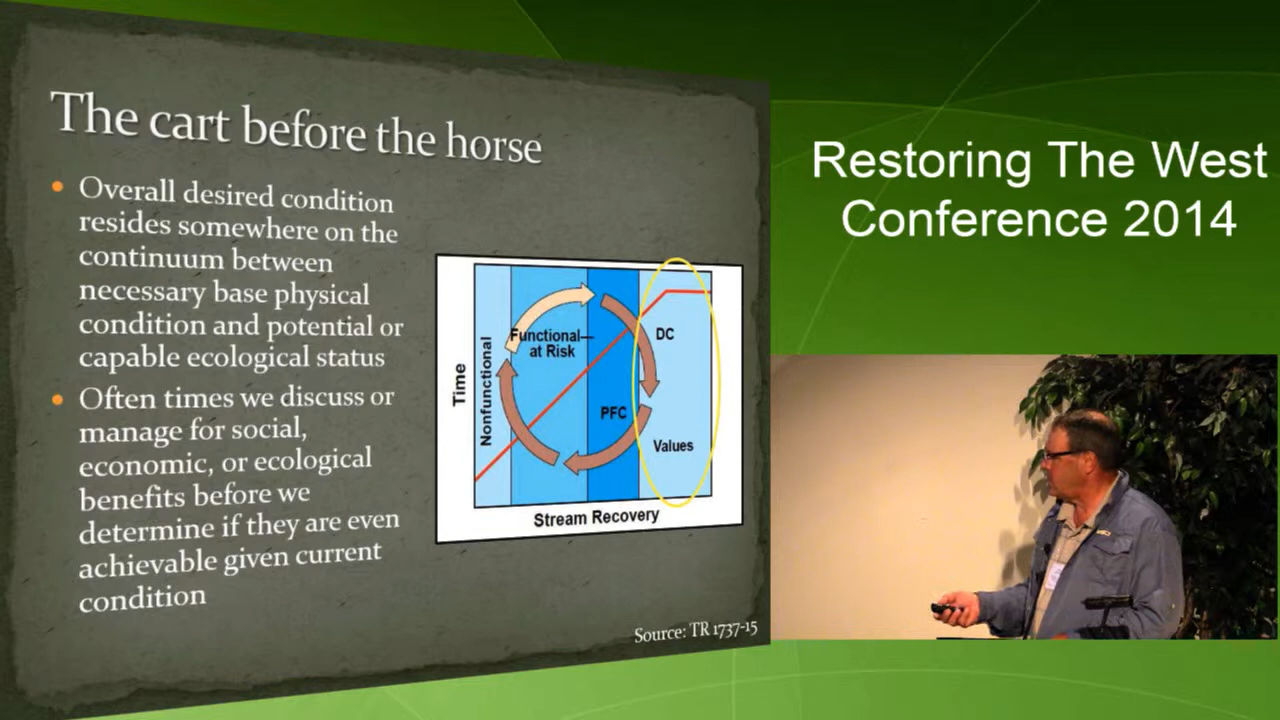 The cart before the horse
• Overall desired condition
resides somewhere on the
continuum between
necessary base physical
condition and potential or
capable ecological status
• Often times we discuss or
manage for social,
economic, or ecological
benefits before we
determine if they are even
achievable given current
condition
Time
Nonfunctional
Functional—
at Risk
PFC
DC
Values
Stream Recovery
Source: TR 1737-15
Restoring The West
Conference 2014